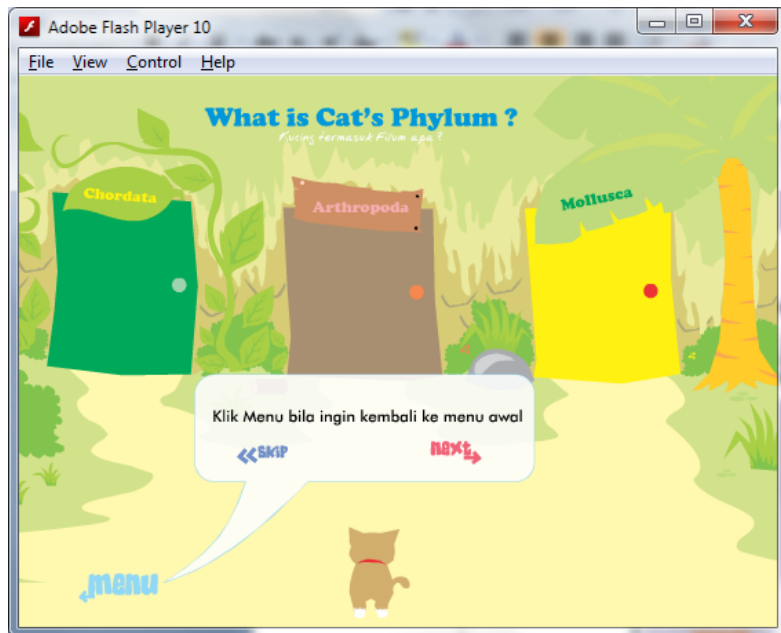 Adobe Flash Player 10
File View Control Help
What is Cat's Phylum ?
Kucing termasuk Filum apa ?
Chordata
Arthropoda
Mollusca
Klik Menu bila ingin kembali ke menu awal
skip
next
menu